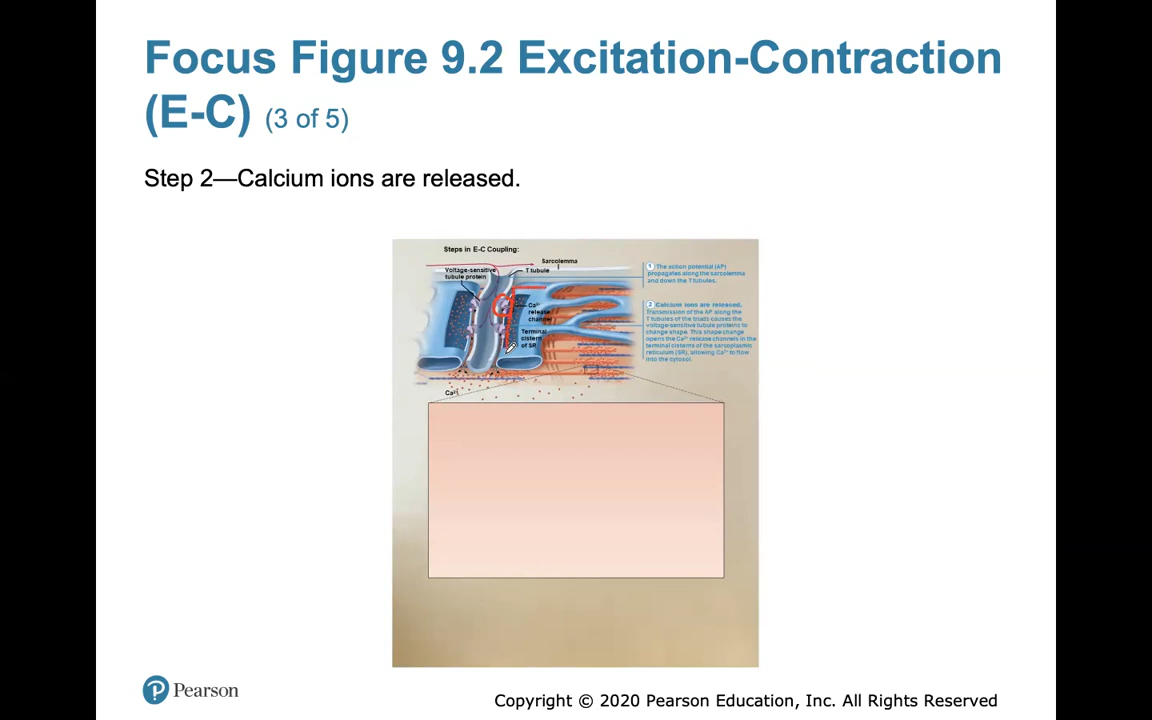 Focus Figure 9.2 Excitation-Contraction
(E-C) (3 of 5)
Step 2—Calcium ions are released.
Steps in E-C Coupling:
Sarcolemma
Voltage-sensitive
tubule protein
T tubule
Ca²⁺
release
channel
Terminal
cistern
of SR
Ca²⁺
1 The action potential (AP)
propagates along the sarcolemma
and down the T tubules.
2 Calcium ions are released.
Transmission of the AP along the
T tubules of the triads causes the
voltage-sensitive tubule proteins to
change shape. This shape change
opens the Ca²⁺ release channels in the
terminal cisterns of the sarcoplasmic
reticulum (SR), allowing Ca²⁺ to flow
into the cytosol.
Pearson
Copyright © 2020 Pearson Education, Inc. All Rights Reserved